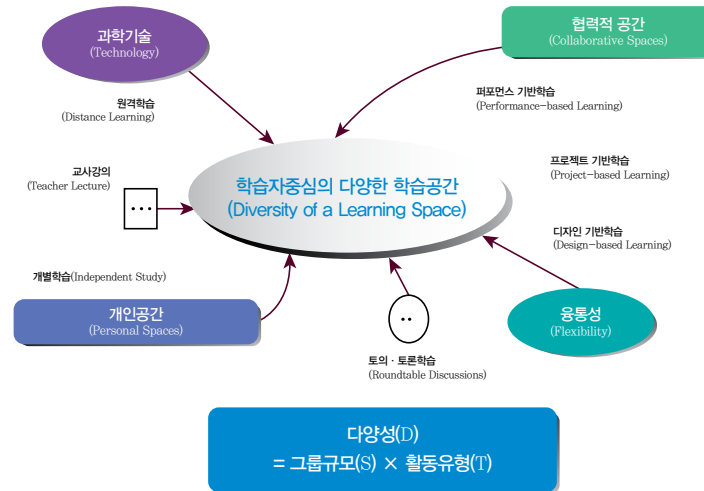 과학기술
(Technology)
협력적 공간
(Collaborative Spaces)
원격학습
(Distance Learning)
퍼포먼스 기반학습
(Performance-based Learning)
교사강의
(Teacher Lecture)
학습자중심의 다양한 학습공간
(Diversity of a Learning Space)
프로젝트 기반학습
(Project-based Learning)
디자인 기반학습
(Design-based Learning)
개별학습(Independent Study)
개인공간
(Personal Spaces)
융통성
(Flexibility)
토의 · 토론학습
(Roundtable Discussions)
다양성(D)
= 그룹규모(S) × 활동유형(T)